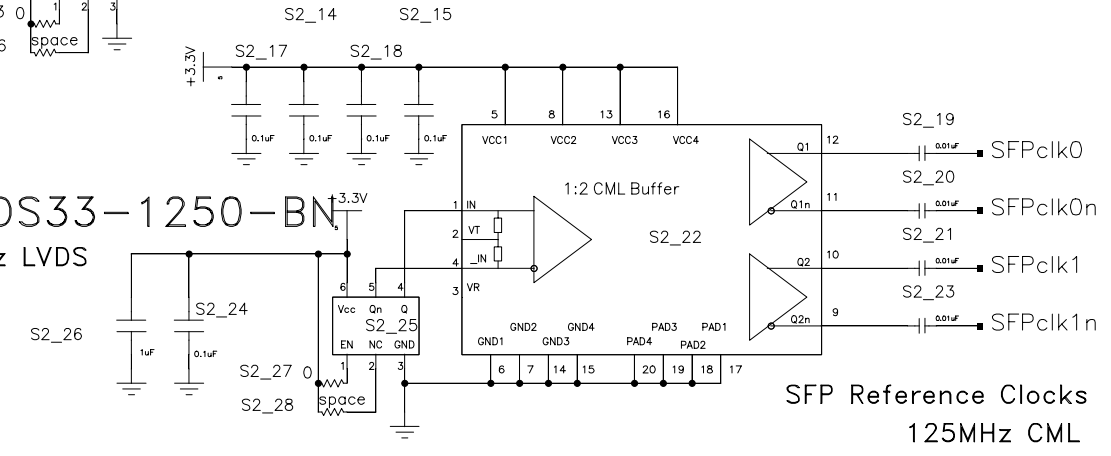 3 0 1 2 3
6 space
S2_14 S2_15
+3.3V S2_17 S2_18
0.1uF 0.1uF 0.1uF 0.1uF
5 8 13 16
VCC1 VCC2 VCC3 VCC4
S2_19
Q1 12 0.01uF SFPclk0
S2_20
Q1n 11 0.01uF SFPclk0n
S2_21
Q2 10 0.01uF SFPclk1
S2_23
Q2n 9 0.01uF SFPclk1n
1:2 CML Buffer
S2_22
1 IN
2 VT
4 _IN
3 VR
DS33-1250-BN
+3.3V
z LVDS
6 5 4
Vcc Qn Q
S2_25
EN NC GND
1 2 3
S2_24
S2_26
1uF 0.1uF
S2_27 0
space
S2_28
GND2 GND4 PAD3 PAD1
GND1 GND3 PAD4 PAD2
6 7 14 15 20 19 18 17
SFP Reference Clocks
125MHz CML